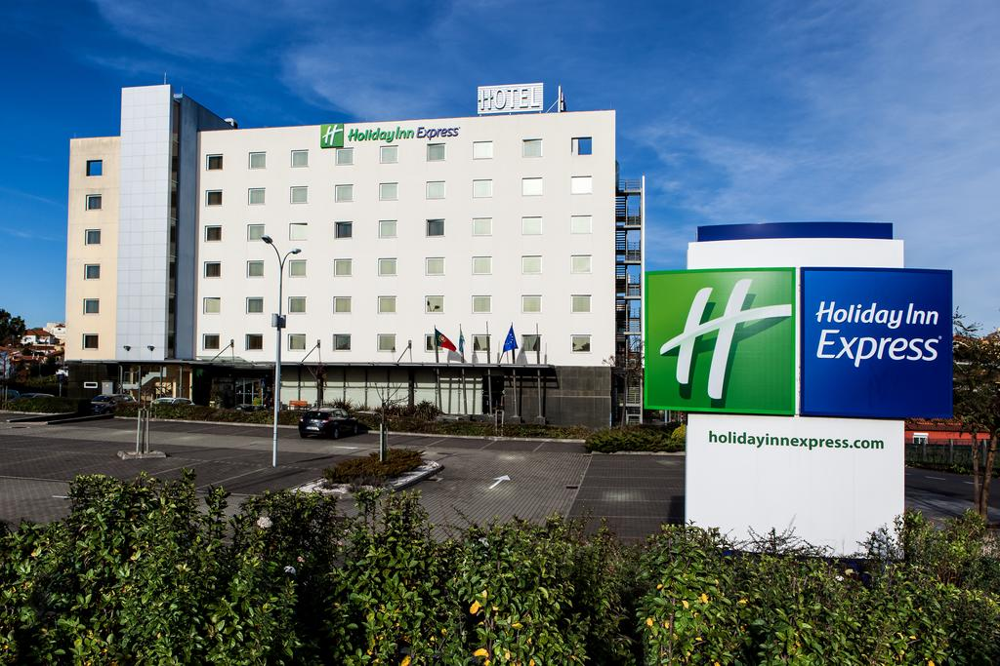 HOTEL
H Holiday Inn Express
H
Holiday Inn
Express®
holidayinnexpress.com